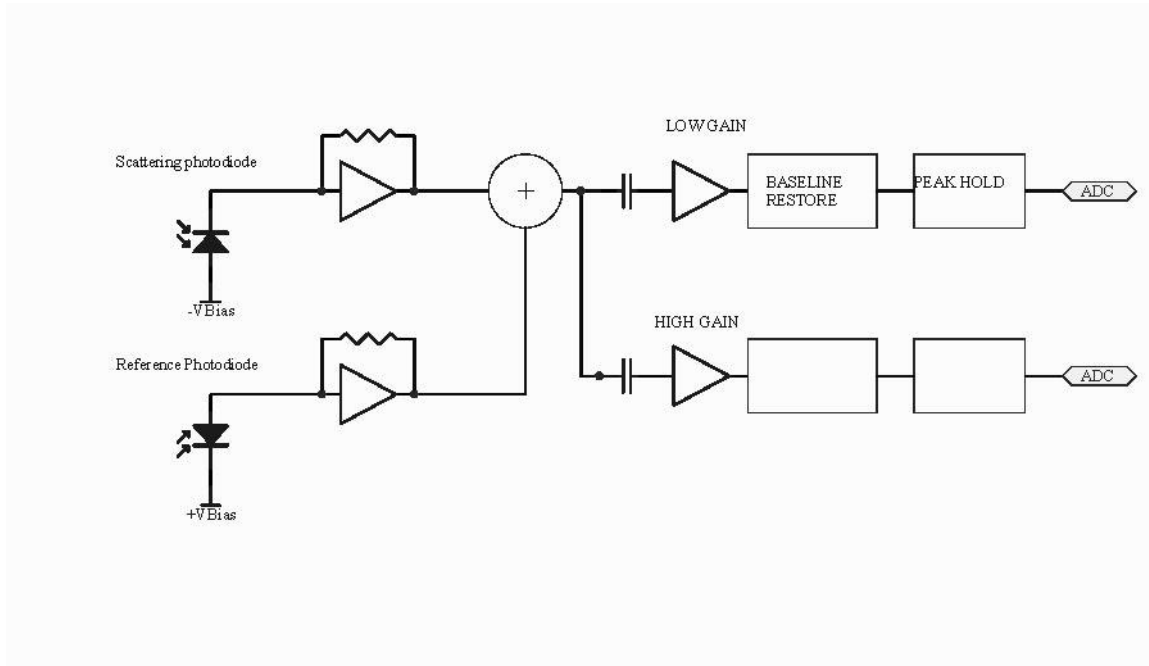 LOW GAIN
Scattering photodiode
+
BASELINE
RESTORE
PEAK HOLD
ADC
-VBias
HIGH GAIN
Reference Photodiode
ADC
+VBias